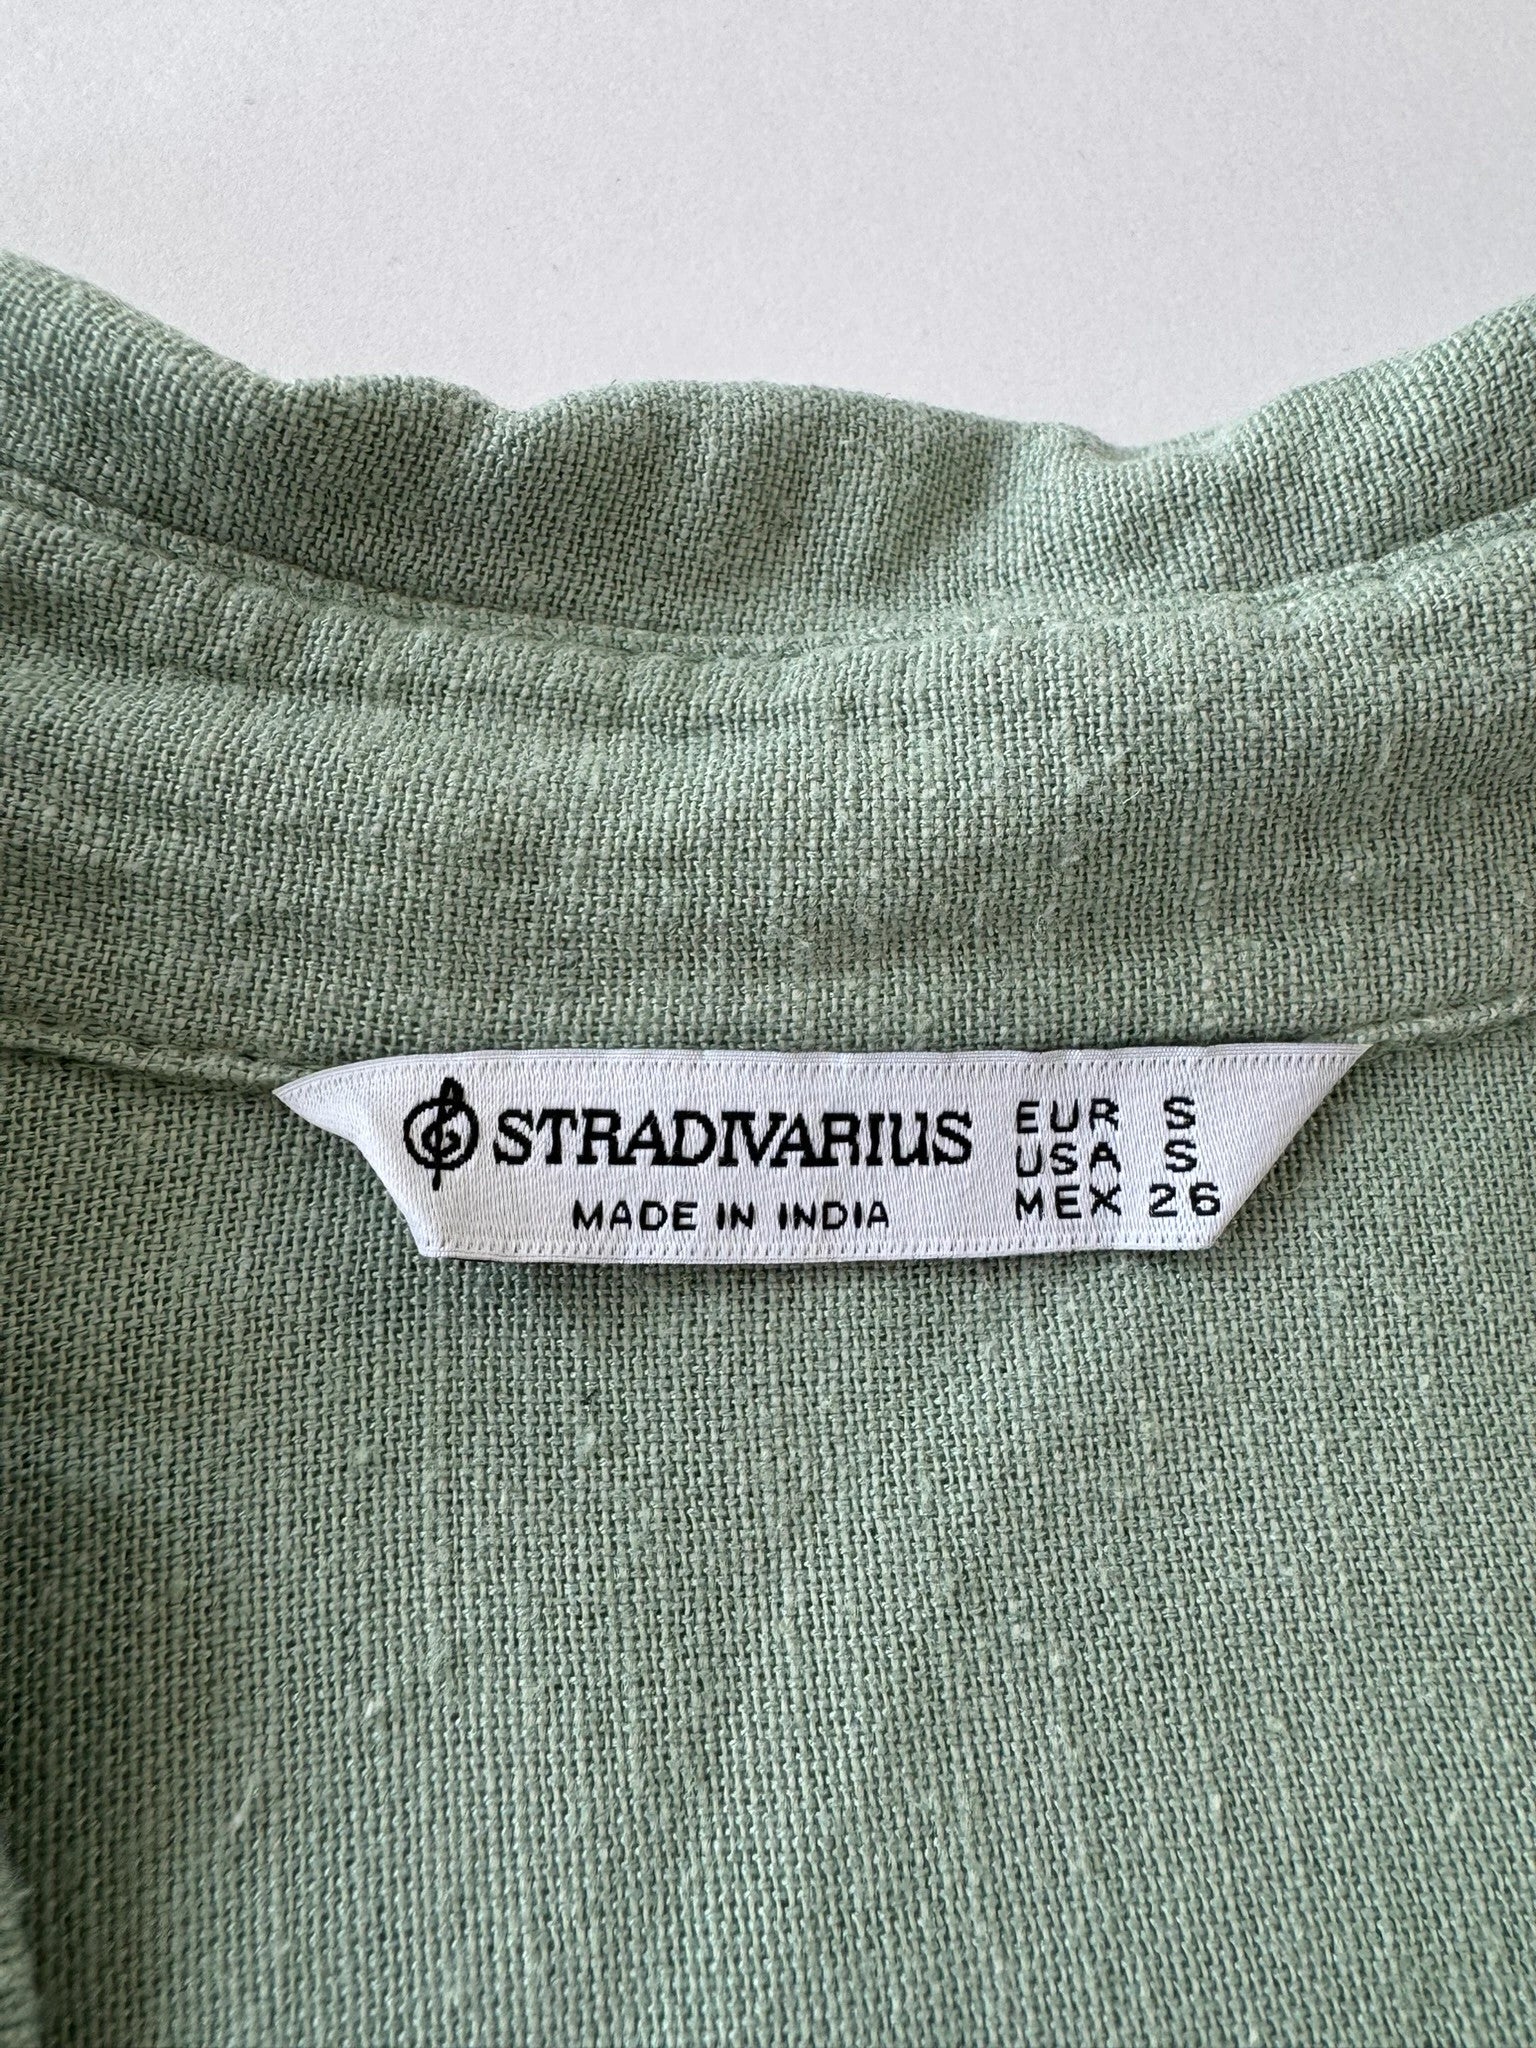 STRADIVARIUS
MADE IN INDIA
EUR S
USA S
MEX 26